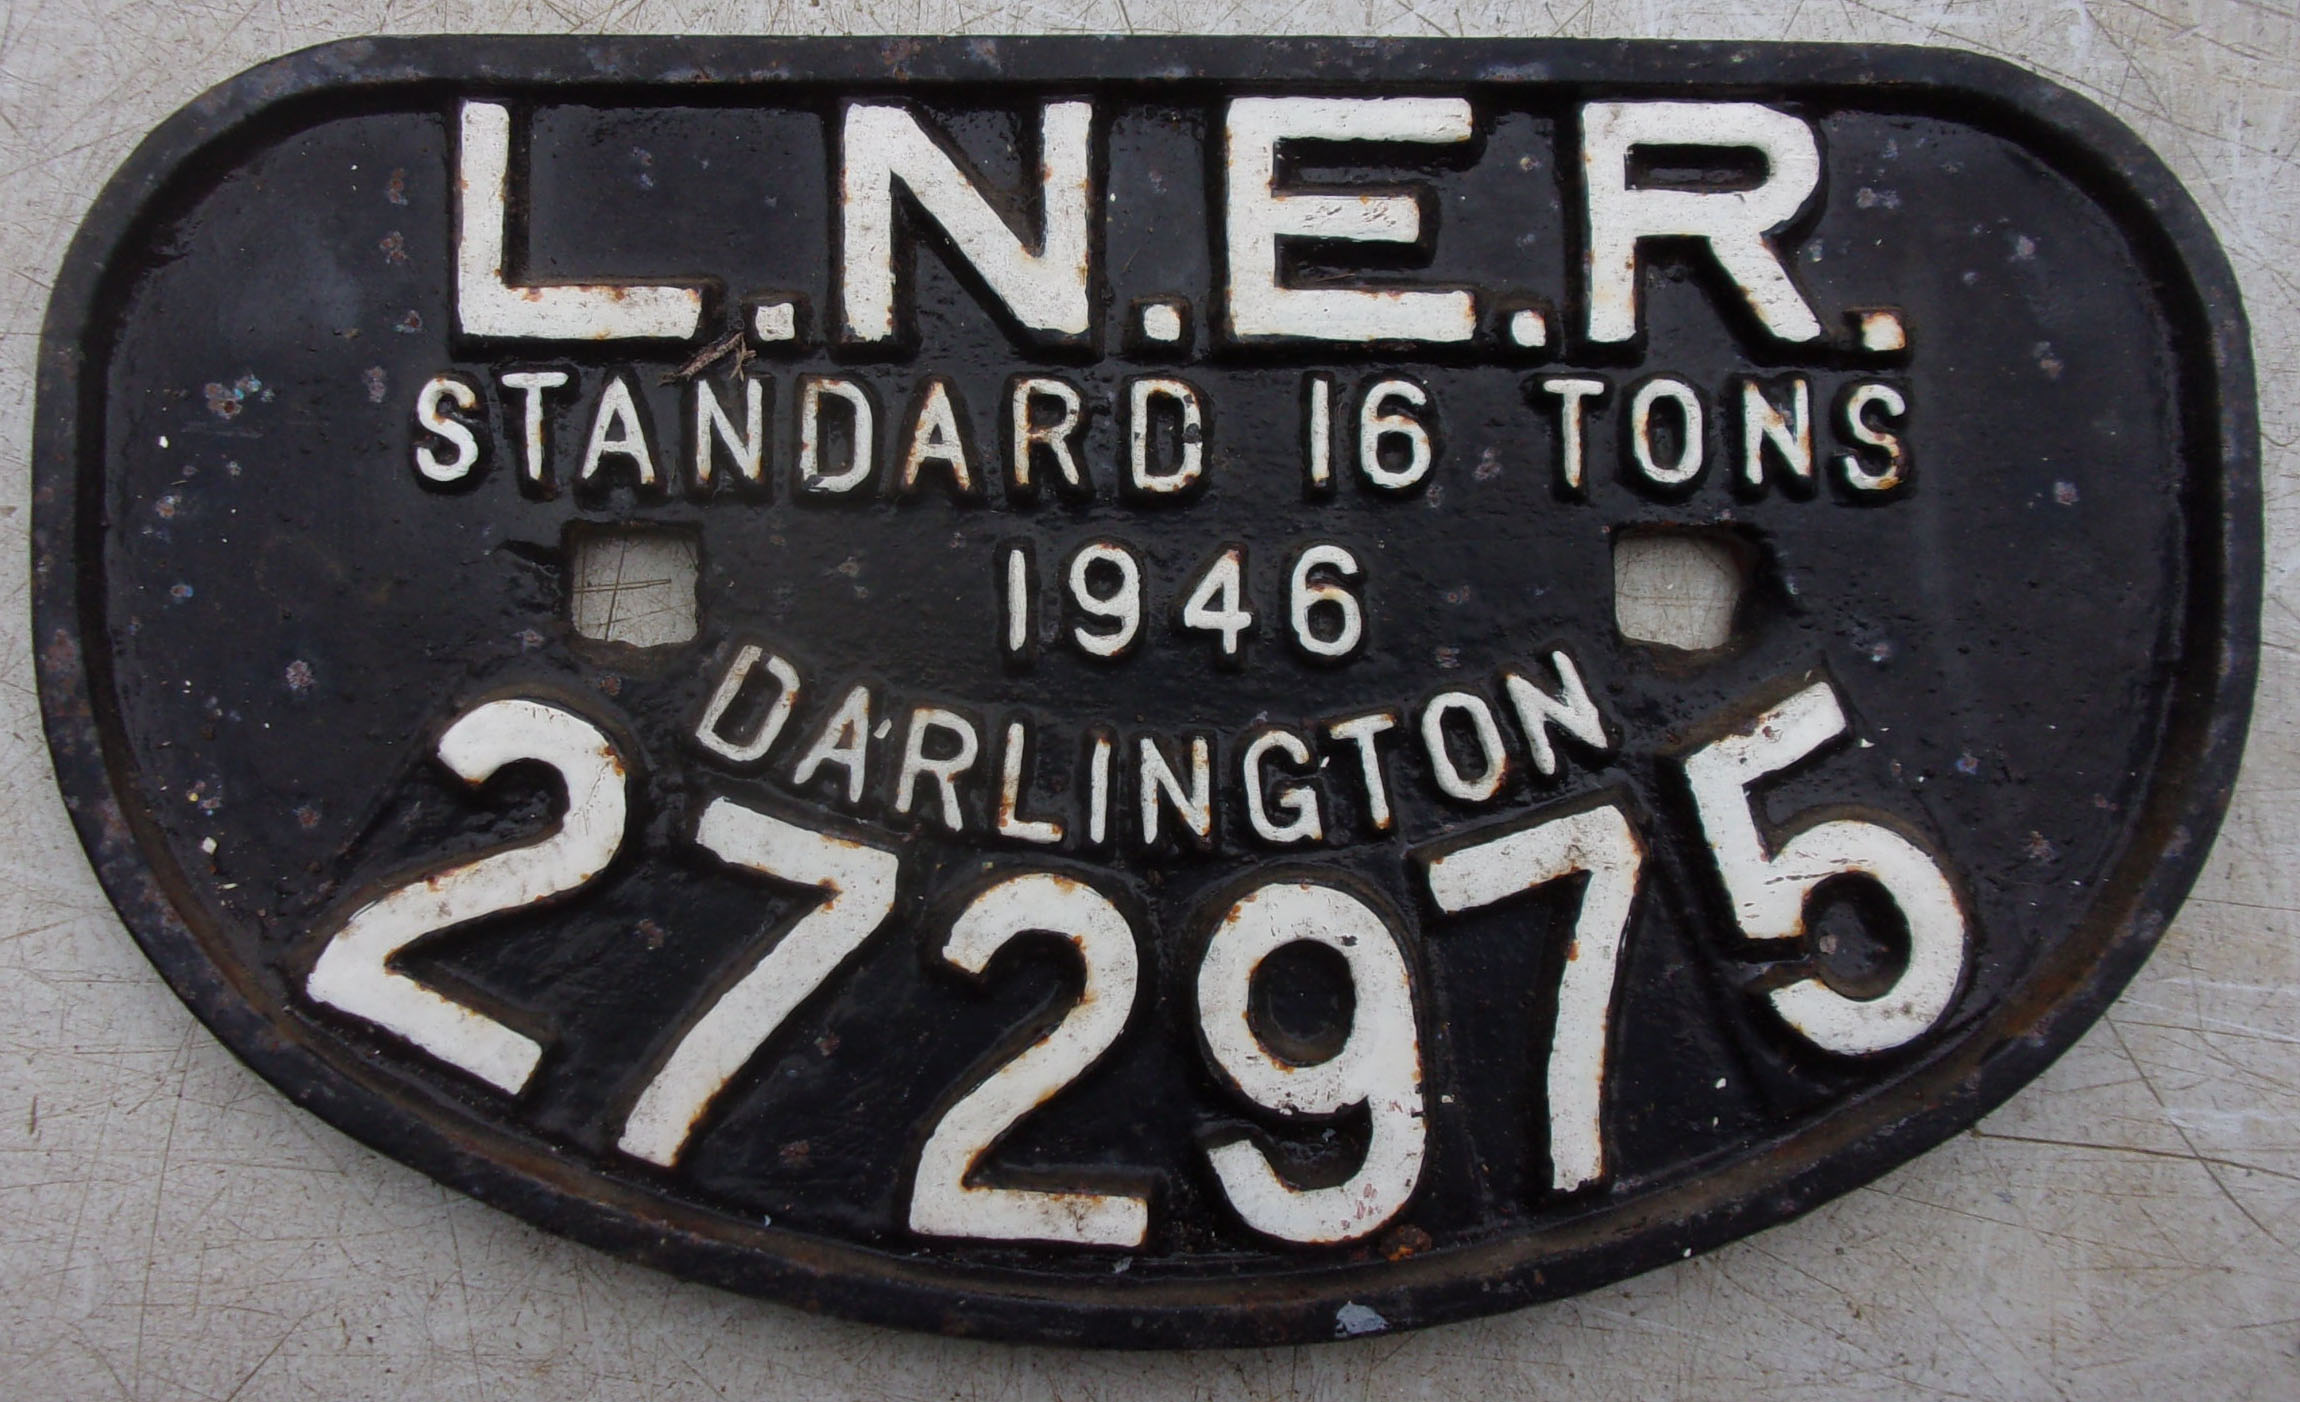 L.N.E.R.
STANDARD 16 TONS
1946
DARLINGTON
272975